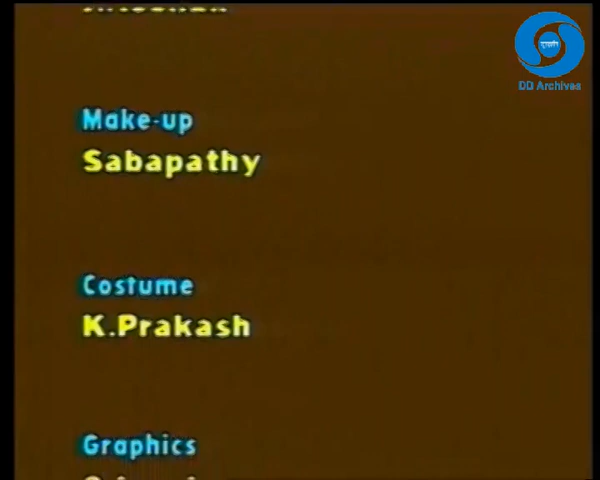 DD Archives
Make-up
Sabapathy
Costume
K.Prakash
Graphics